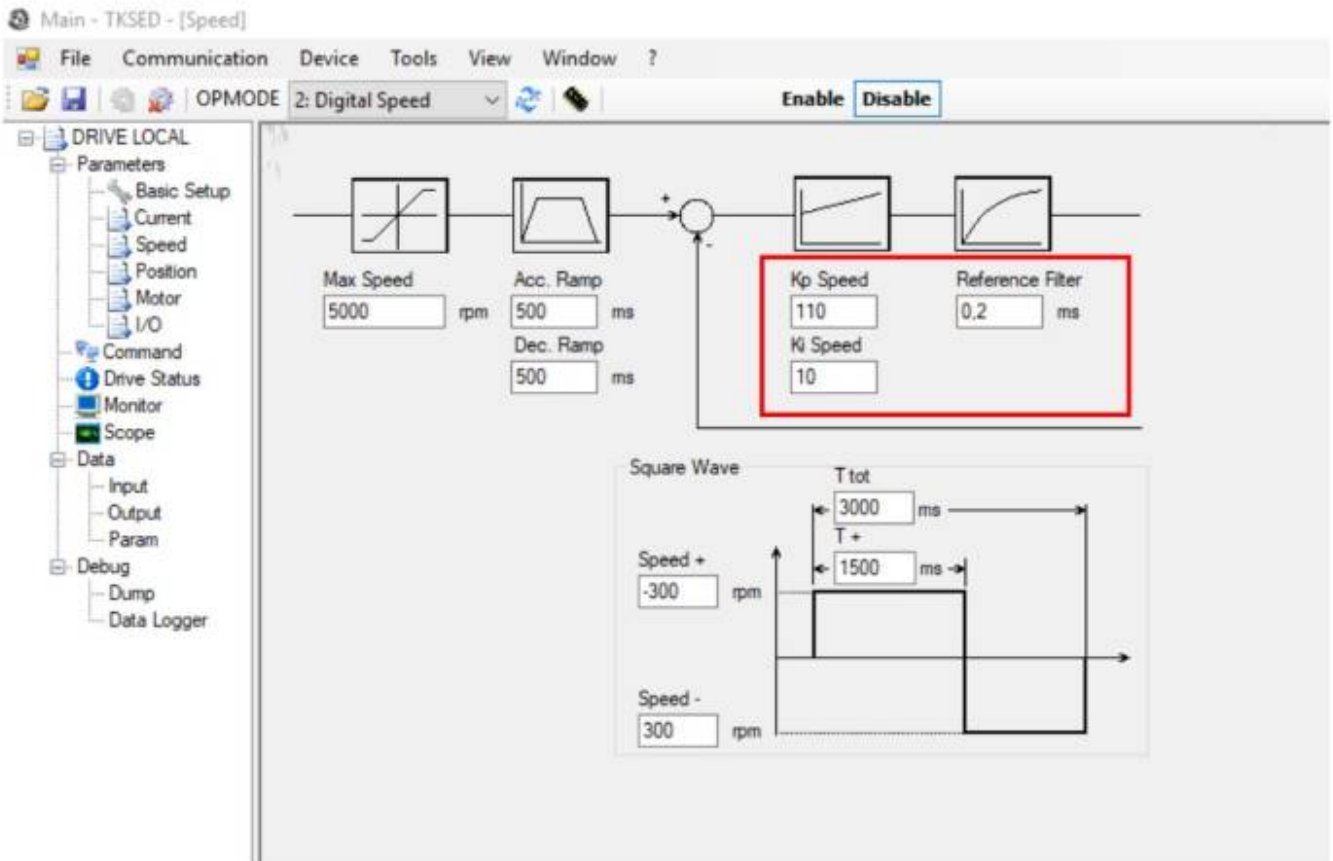 Main - TKSED - [Speed]
File Communication Device Tools View Window ?
OPMODE 2: Digital Speed Enable Disable
DRIVE LOCAL
Parameters
Basic Setup
Current
Speed
Position
Motor
I/O
Command
Drive Status
Monitor
Scope
Data
Input
Output
Param
Debug
Dump
Data Logger
+
-
Max Speed
5000 rpm
Acc. Ramp
500 ms
Dec. Ramp
500 ms
Kp Speed
110
Ki Speed
10
Reference Filter
0,2 ms
Square Wave
T tot
3000 ms
T +
1500 ms
Speed +
-300 rpm
Speed -
300 rpm